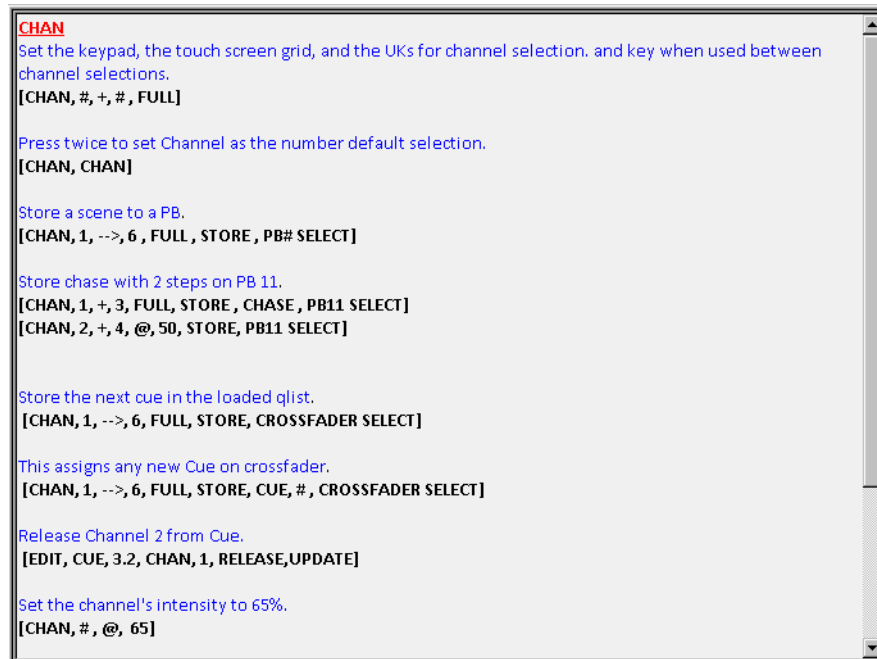 CHAN
Set the keypad, the touch screen grid, and the UKs for channel selection. and key when used between
channel selections.
[CHAN, #, +, # , FULL]
Press twice to set Channel as the number default selection.
[CHAN, CHAN]
Store a scene to a PB.
[CHAN, 1, -->, 6 , FULL , STORE , PB# SELECT]
Store chase with 2 steps on PB 11.
[CHAN, 1, +, 3, FULL, STORE , CHASE , PB11 SELECT]
[CHAN, 2, +, 4, @, 50, STORE, PB11 SELECT]
Store the next cue in the loaded qlist.
[CHAN, 1, -->, 6, FULL, STORE, CROSSFADER SELECT]
This assigns any new Cue on crossfader.
[CHAN, 1, -->, 6, FULL, STORE, CUE, # , CROSSFADER SELECT]
Release Channel 2 from Cue.
[EDIT, CUE, 3.2, CHAN, 1, RELEASE,UPDATE]
Set the channel's intensity to 65%.
[CHAN, # , @, 65]